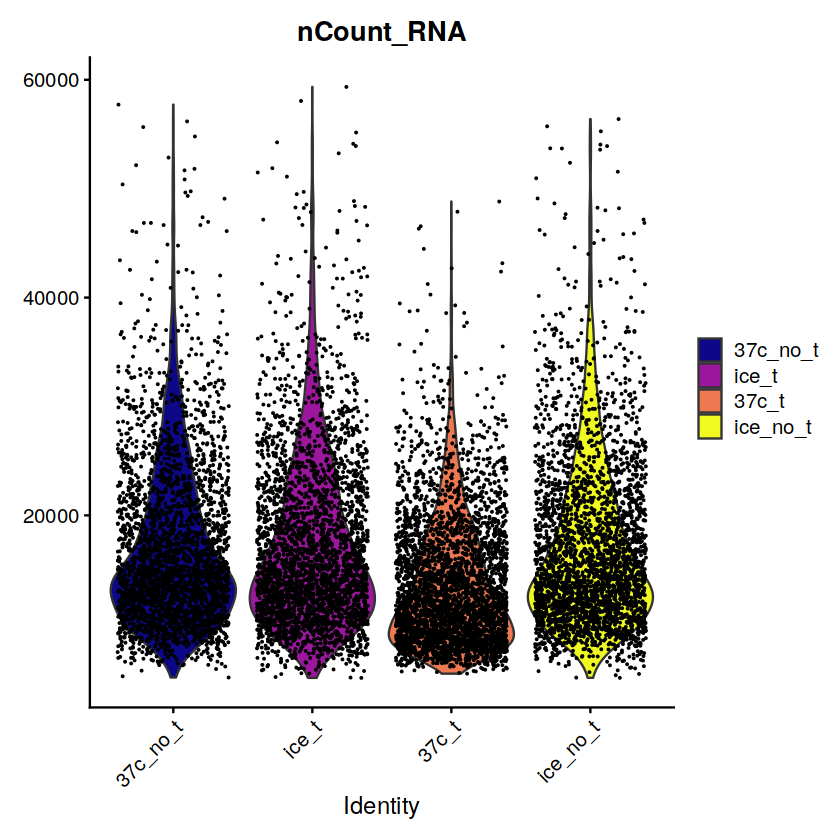 nCount_RNA
60000
40000
20000
37c_no_t
ice_t
37c_t
ice_no_t
Identity
37c_no_t
ice_t
37c_t
ice_no_t